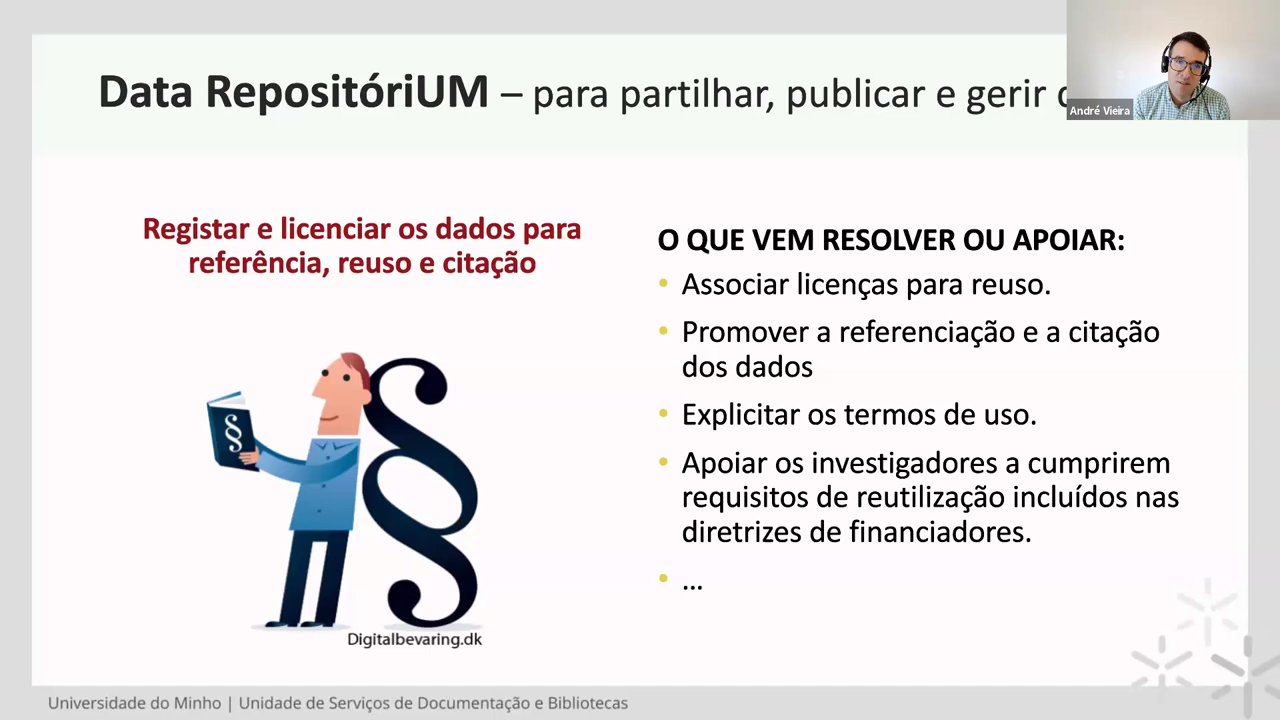 Data RepositóriUM – para partilhar, publicar e gerir
André Vieira
Registar e licenciar os dados para
referência, reuso e citação
O QUE VEM RESOLVER OU APOIAR:
• Associar licenças para reuso.
• Promover a referenciação e a citação
dos dados
• Explicitar os termos de uso.
• Apoiar os investigadores a cumprirem
requisitos de reutilização incluídos nas
diretrizes de financiadores.
• ...
§
§
Digitalbevaring.dk
Universidade do Minho | Unidade de Serviços de Documentação e Bibliotecas